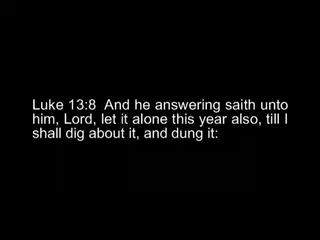 Luke 13:8  And he answering saith unto
him, Lord, let it alone this year also, till I
shall dig about it, and dung it: